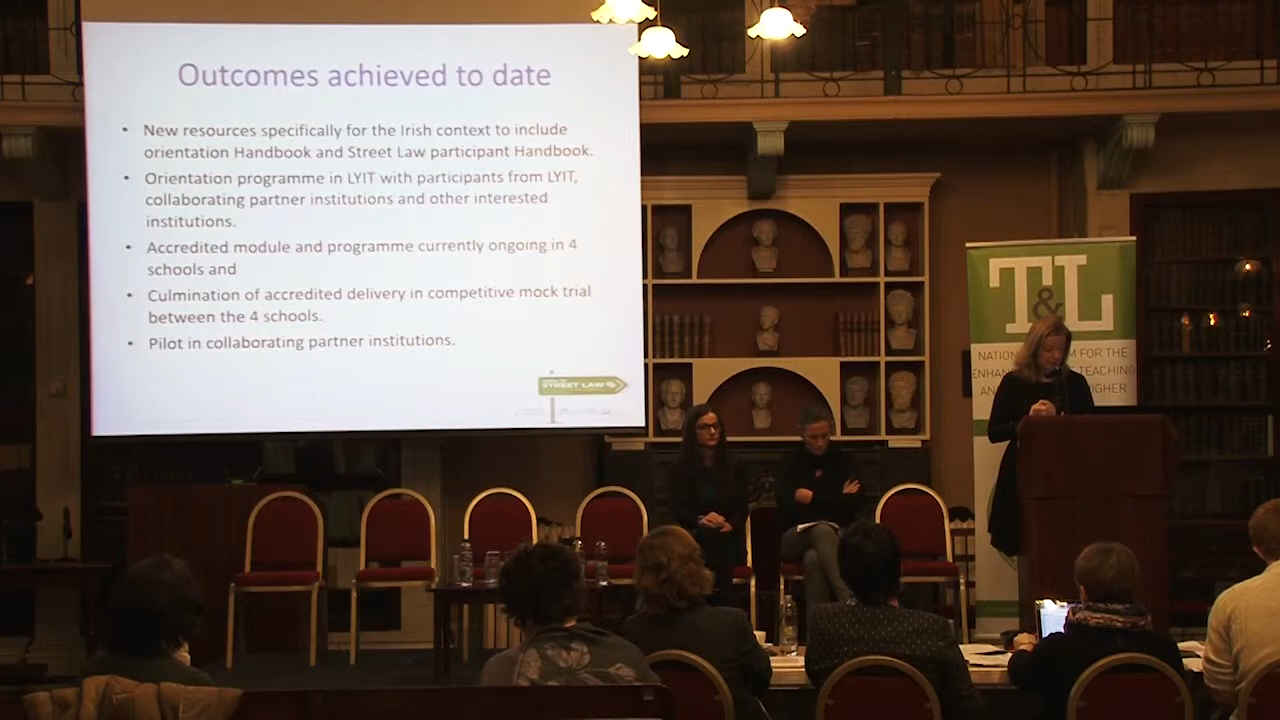 Outcomes achieved to date
• New resources specifically for the Irish context to include
orientation Handbook and Street Law participant Handbook.
• Orientation programme in LYIT with participants from LYIT,
collaborating partner institutions and other interested
institutions.
• Accredited module and programme currently ongoing in 4
schools and
• Culmination of accredited delivery in competitive mock trial
between the 4 schools.
• Pilot in collaborating partner institutions.
STREET LAW
T&L
NATION M FOR THE
ENHA TEACHING
AN IGHER